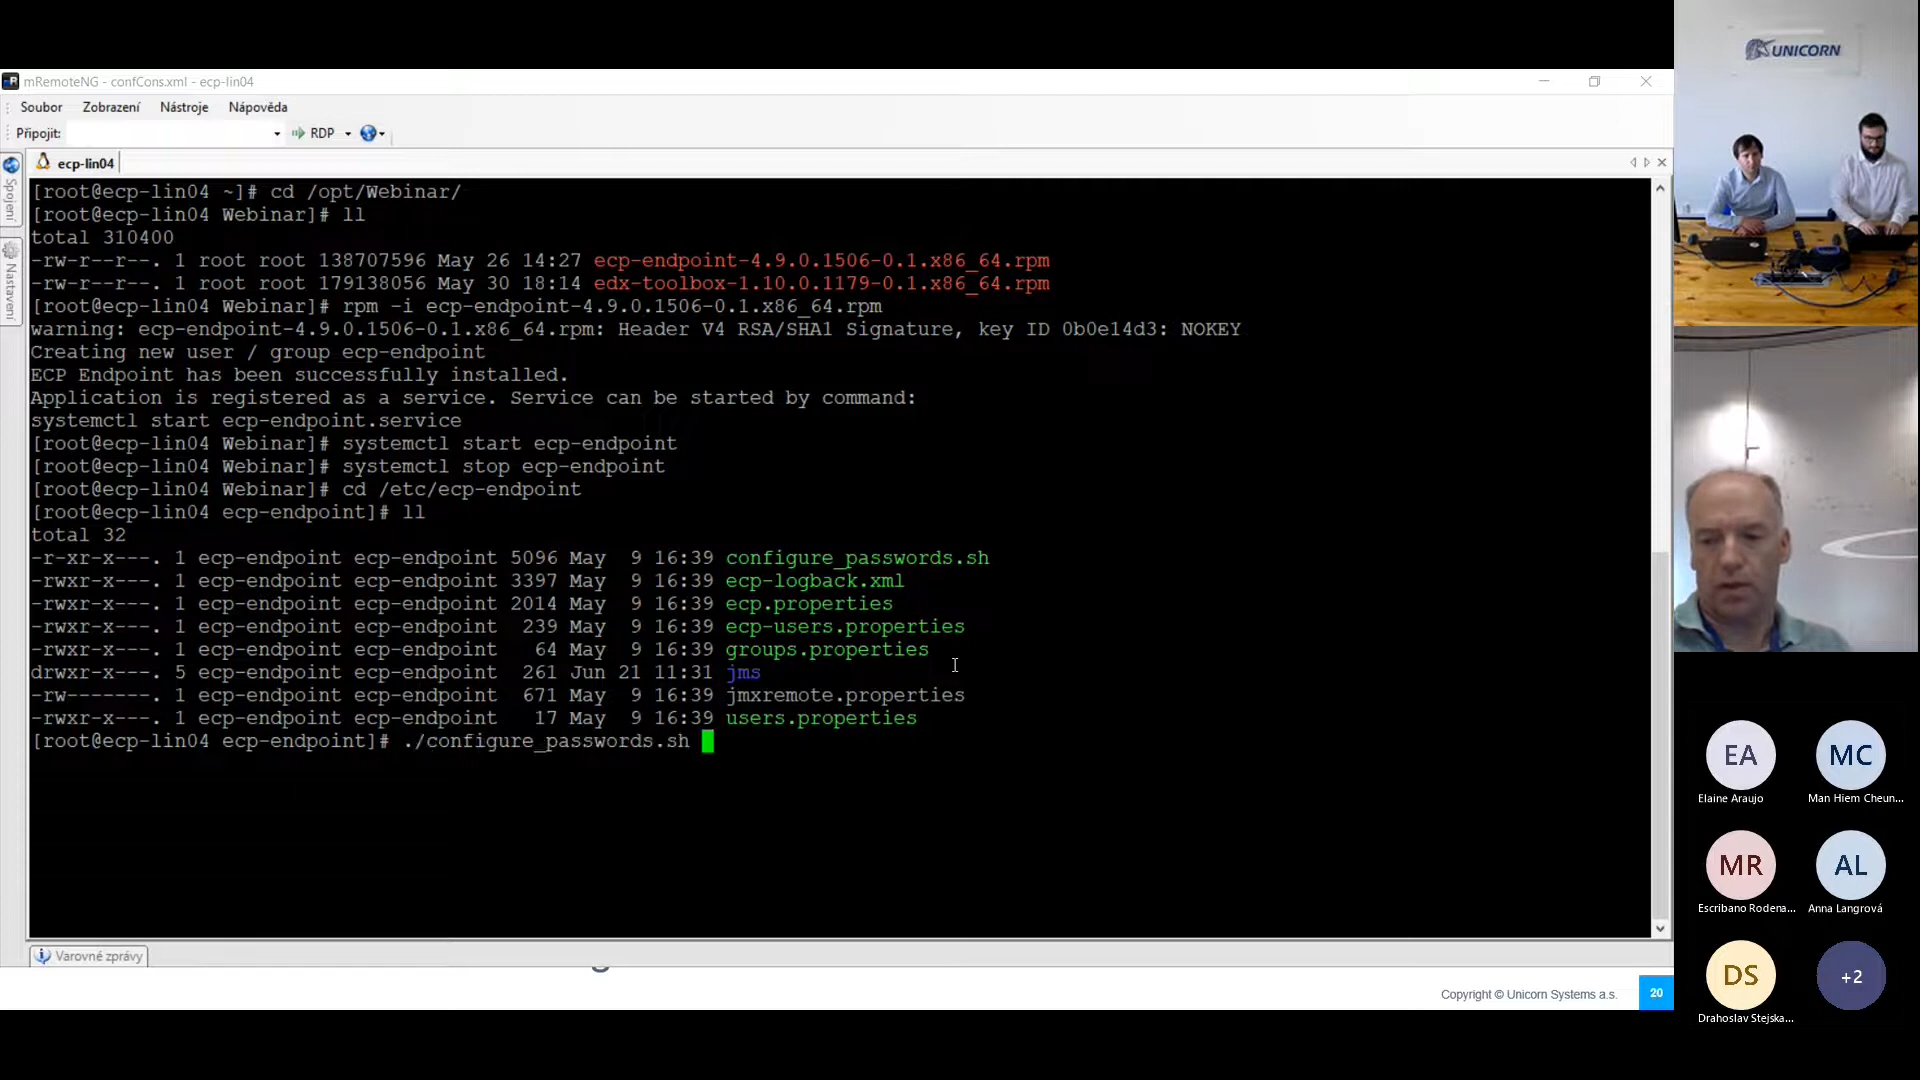 UNICORN
mRemoteNG - confCons.xml - ecp-lin04
Soubor Zobrazení Nástroje Nápověda
Připojit: RDP
ecp-lin04
Spojení
Nastavení
[root@ecp-lin04 ~]# cd /opt/Webinar/
[root@ecp-lin04 Webinar]# ll
total 310400
-rw-r--r--. 1 root root 138707596 May 26 14:27 ecp-endpoint-4.9.0.1506-0.1.x86_64.rpm
-rw-r--r--. 1 root root 179138056 May 30 18:14 edx-toolbox-1.10.0.1179-0.1.x86_64.rpm
[root@ecp-lin04 Webinar]# rpm -i ecp-endpoint-4.9.0.1506-0.1.x86_64.rpm
warning: ecp-endpoint-4.9.0.1506-0.1.x86_64.rpm: Header V4 RSA/SHA1 Signature, key ID 0b0e14d3: NOKEY
Creating new user / group ecp-endpoint
ECP Endpoint has been successfully installed.
Application is registered as a service. Service can be started by command:
systemctl start ecp-endpoint.service
[root@ecp-lin04 Webinar]# systemctl start ecp-endpoint
[root@ecp-lin04 Webinar]# systemctl stop ecp-endpoint
[root@ecp-lin04 Webinar]# cd /etc/ecp-endpoint
[root@ecp-lin04 ecp-endpoint]# ll
total 32
-r-xr-x---. 1 ecp-endpoint ecp-endpoint 5096 May 9 16:39 configure_passwords.sh
-rwxr-x---. 1 ecp-endpoint ecp-endpoint 3397 May 9 16:39 ecp-logback.xml
-rwxr-x---. 1 ecp-endpoint ecp-endpoint 2014 May 9 16:39 ecp.properties
-rwxr-x---. 1 ecp-endpoint ecp-endpoint 239 May 9 16:39 ecp-users.properties
-rwxr-x---. 1 ecp-endpoint ecp-endpoint 64 May 9 16:39 groups.properties
drwxr-x---. 5 ecp-endpoint ecp-endpoint 261 Jun 21 11:31 jms
-rw-------. 1 ecp-endpoint ecp-endpoint 671 May 9 16:39 jmxremote.properties
-rwxr-x---. 1 ecp-endpoint ecp-endpoint 17 May 9 16:39 users.properties
[root@ecp-lin04 ecp-endpoint]# ./configure_passwords.sh
Varovné zprávy
Copyright © Unicorn Systems a.s. 20
EA MC
Elaine Araujo Man Hiem Cheun...
MR AL
Escribano Rodena... Anna Langrová
DS +2
Drahoslav Stejska...